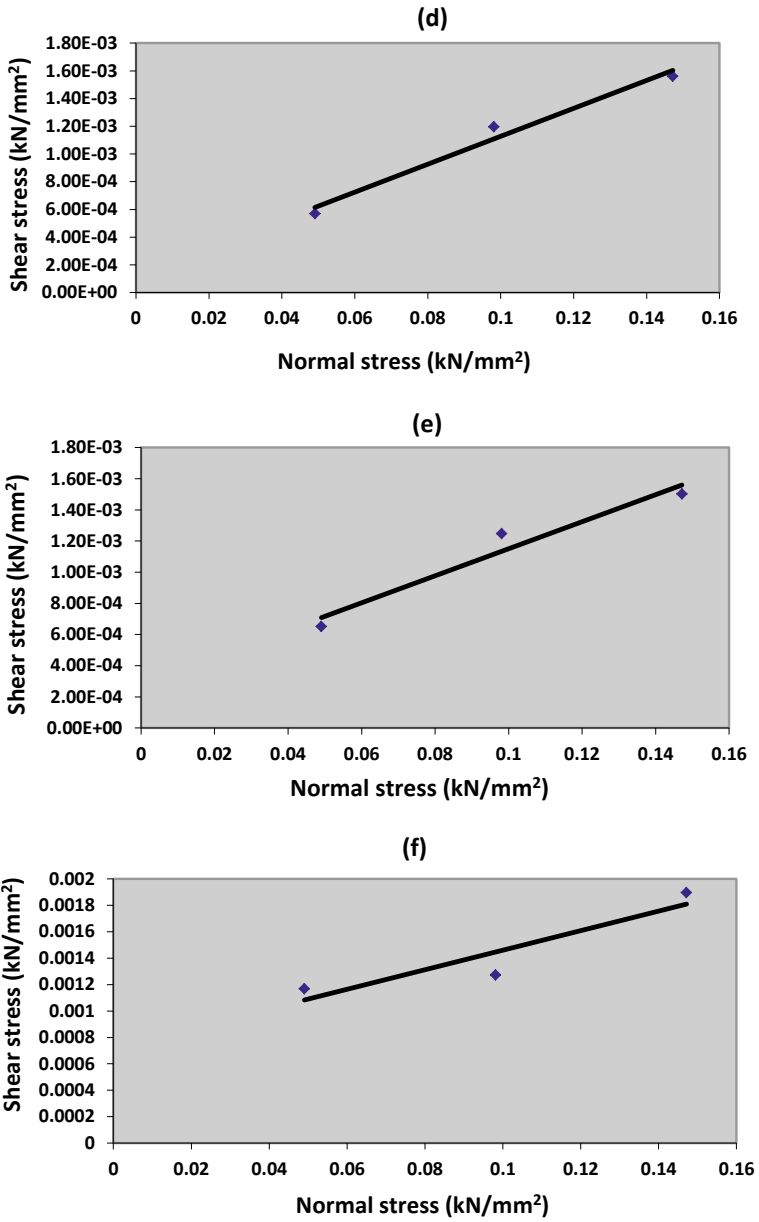 (d)
Shear stress (kN/mm²)
1.80E-03
1.60E-03
1.40E-03
1.20E-03
1.00E-03
8.00E-04
6.00E-04
4.00E-04
2.00E-04
0.00E+00
0 0.02 0.04 0.06 0.08 0.1 0.12 0.14 0.16
Normal stress (kN/mm²)
(e)
Shear stress (kN/mm²)
1.80E-03
1.60E-03
1.40E-03
1.20E-03
1.00E-03
8.00E-04
6.00E-04
4.00E-04
2.00E-04
0.00E+00
0 0.02 0.04 0.06 0.08 0.1 0.12 0.14 0.16
Normal stress (kN/mm²)
(f)
Shear stress (kN/mm²)
0.002
0.0018
0.0016
0.0014
0.0012
0.001
0.0008
0.0006
0.0004
0.0002
0
0 0.02 0.04 0.06 0.08 0.1 0.12 0.14 0.16
Normal stress (kN/mm²)